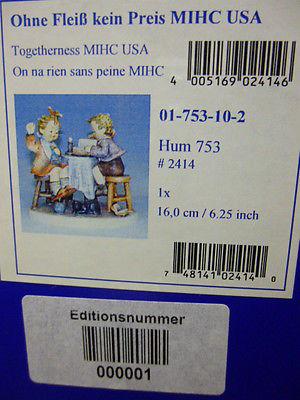 Ohne Fleiß kein Preis MIHC USA
Togetherness MIHC USA
On na rien sans peine MIHC
4 005169 024146
01-753-10-2
Hum 753
# 2414
1x
16,0 cm / 6.25 inch
7 48141 02414 0
Editionsnummer
000001